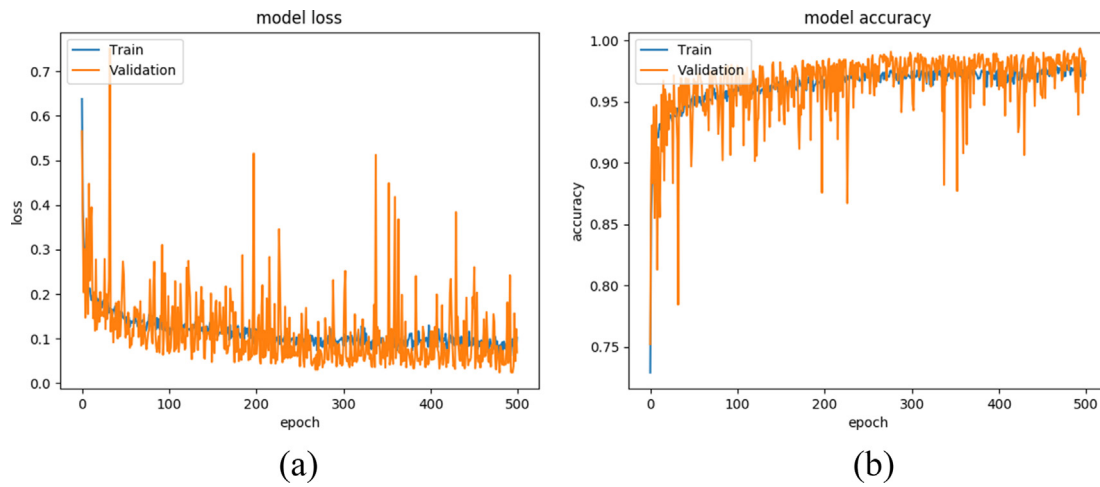 model loss
Train
Validation
loss
0.7
0.6
0.5
0.4
0.3
0.2
0.1
0.0
0 100 200 300 400 500
epoch
(a)
model accuracy
Train
Validation
accuracy
1.00
0.95
0.90
0.85
0.80
0.75
0 100 200 300 400 500
epoch
(b)